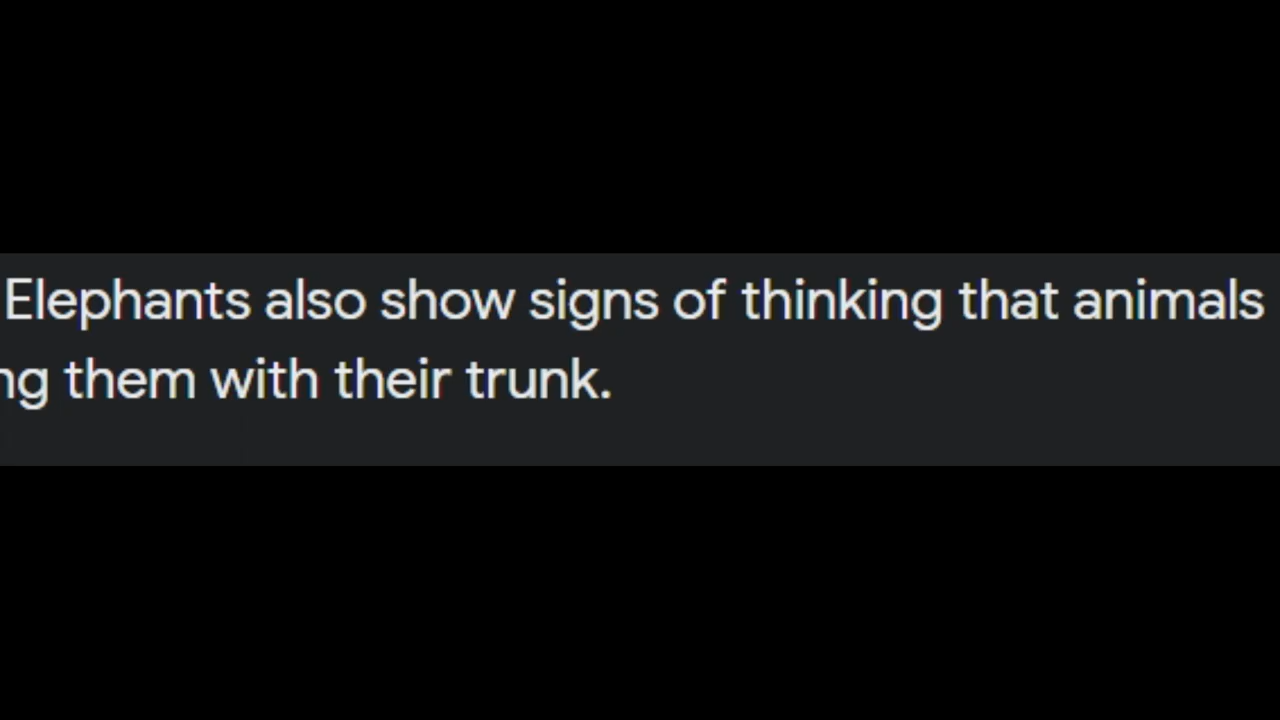 Elephants also show signs of thinking that animals
ng them with their trunk.